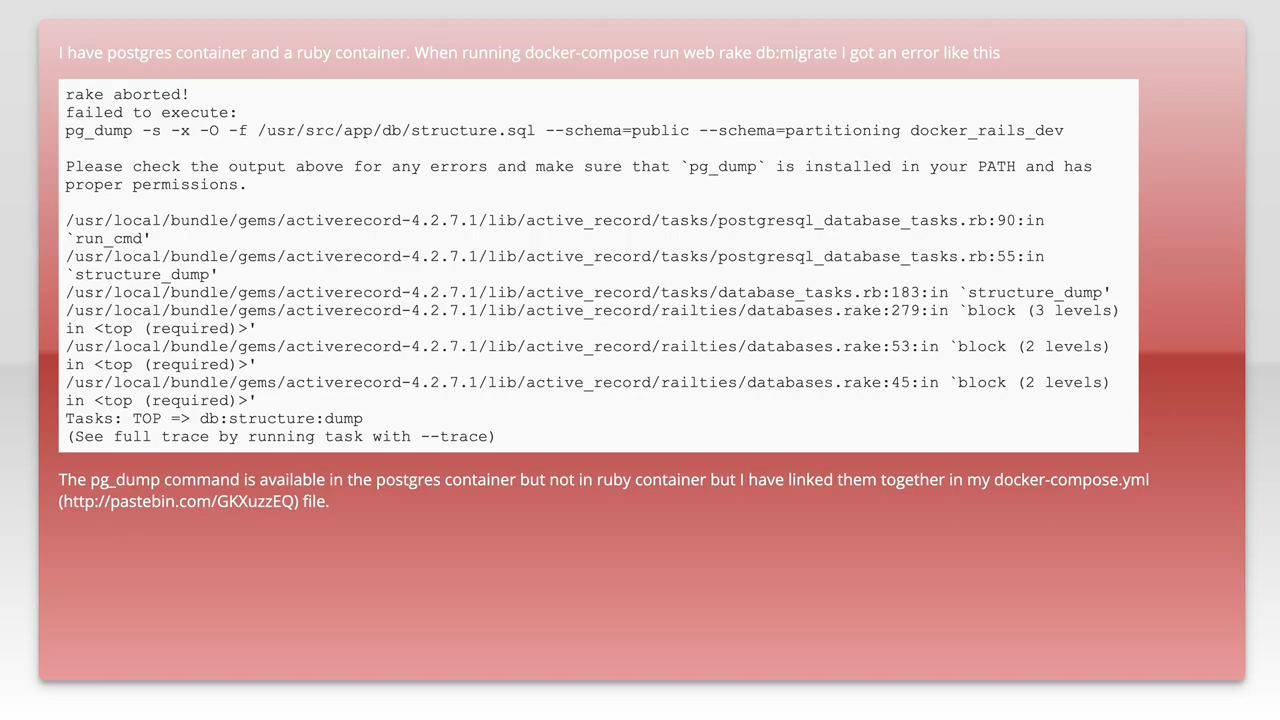 I have postgres container and a ruby container. When running docker-compose run web rake db:migrate I got an error like this
rake aborted!
failed to execute:
pg_dump -s -x -O -f /usr/src/app/db/structure.sql --schema=public --schema=partitioning docker_rails_dev
Please check the output above for any errors and make sure that `pg_dump` is installed in your PATH and has
proper permissions.
/usr/local/bundle/gems/activerecord-4.2.7.1/lib/active_record/tasks/postgresql_database_tasks.rb:90:in
`run_cmd'
/usr/local/bundle/gems/activerecord-4.2.7.1/lib/active_record/tasks/postgresql_database_tasks.rb:55:in
`structure_dump'
/usr/local/bundle/gems/activerecord-4.2.7.1/lib/active_record/tasks/database_tasks.rb:183:in `structure_dump'
/usr/local/bundle/gems/activerecord-4.2.7.1/lib/active_record/railties/databases.rake:279:in `block (3 levels)
in <top (required)>'
/usr/local/bundle/gems/activerecord-4.2.7.1/lib/active_record/railties/databases.rake:53:in `block (2 levels)
in <top (required)>'
/usr/local/bundle/gems/activerecord-4.2.7.1/lib/active_record/railties/databases.rake:45:in `block (2 levels)
in <top (required)>'
Tasks: TOP => db:structure:dump
(See full trace by running task with --trace)
The pg_dump command is available in the postgres container but not in ruby container but I have linked them together in my docker-compose.yml
(http://pastebin.com/GKXuzzEQ) file.